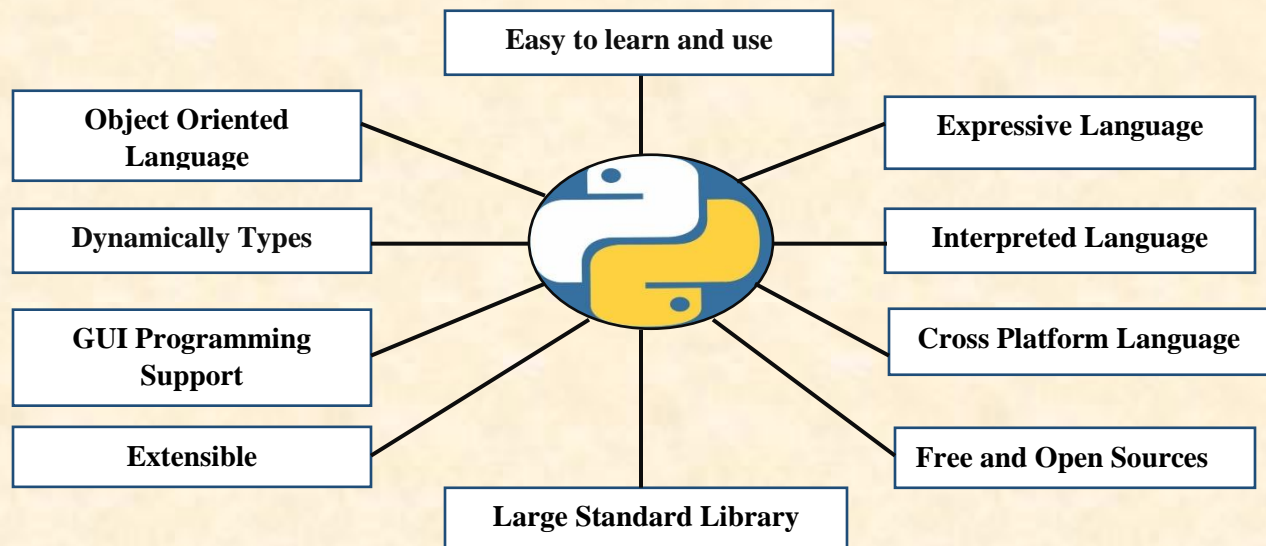 Easy to learn and use
Object Oriented
Language
Expressive Language
Dynamically Types
Interpreted Language
GUI Programming
Support
Cross Platform Language
Extensible
Free and Open Sources
Large Standard Library